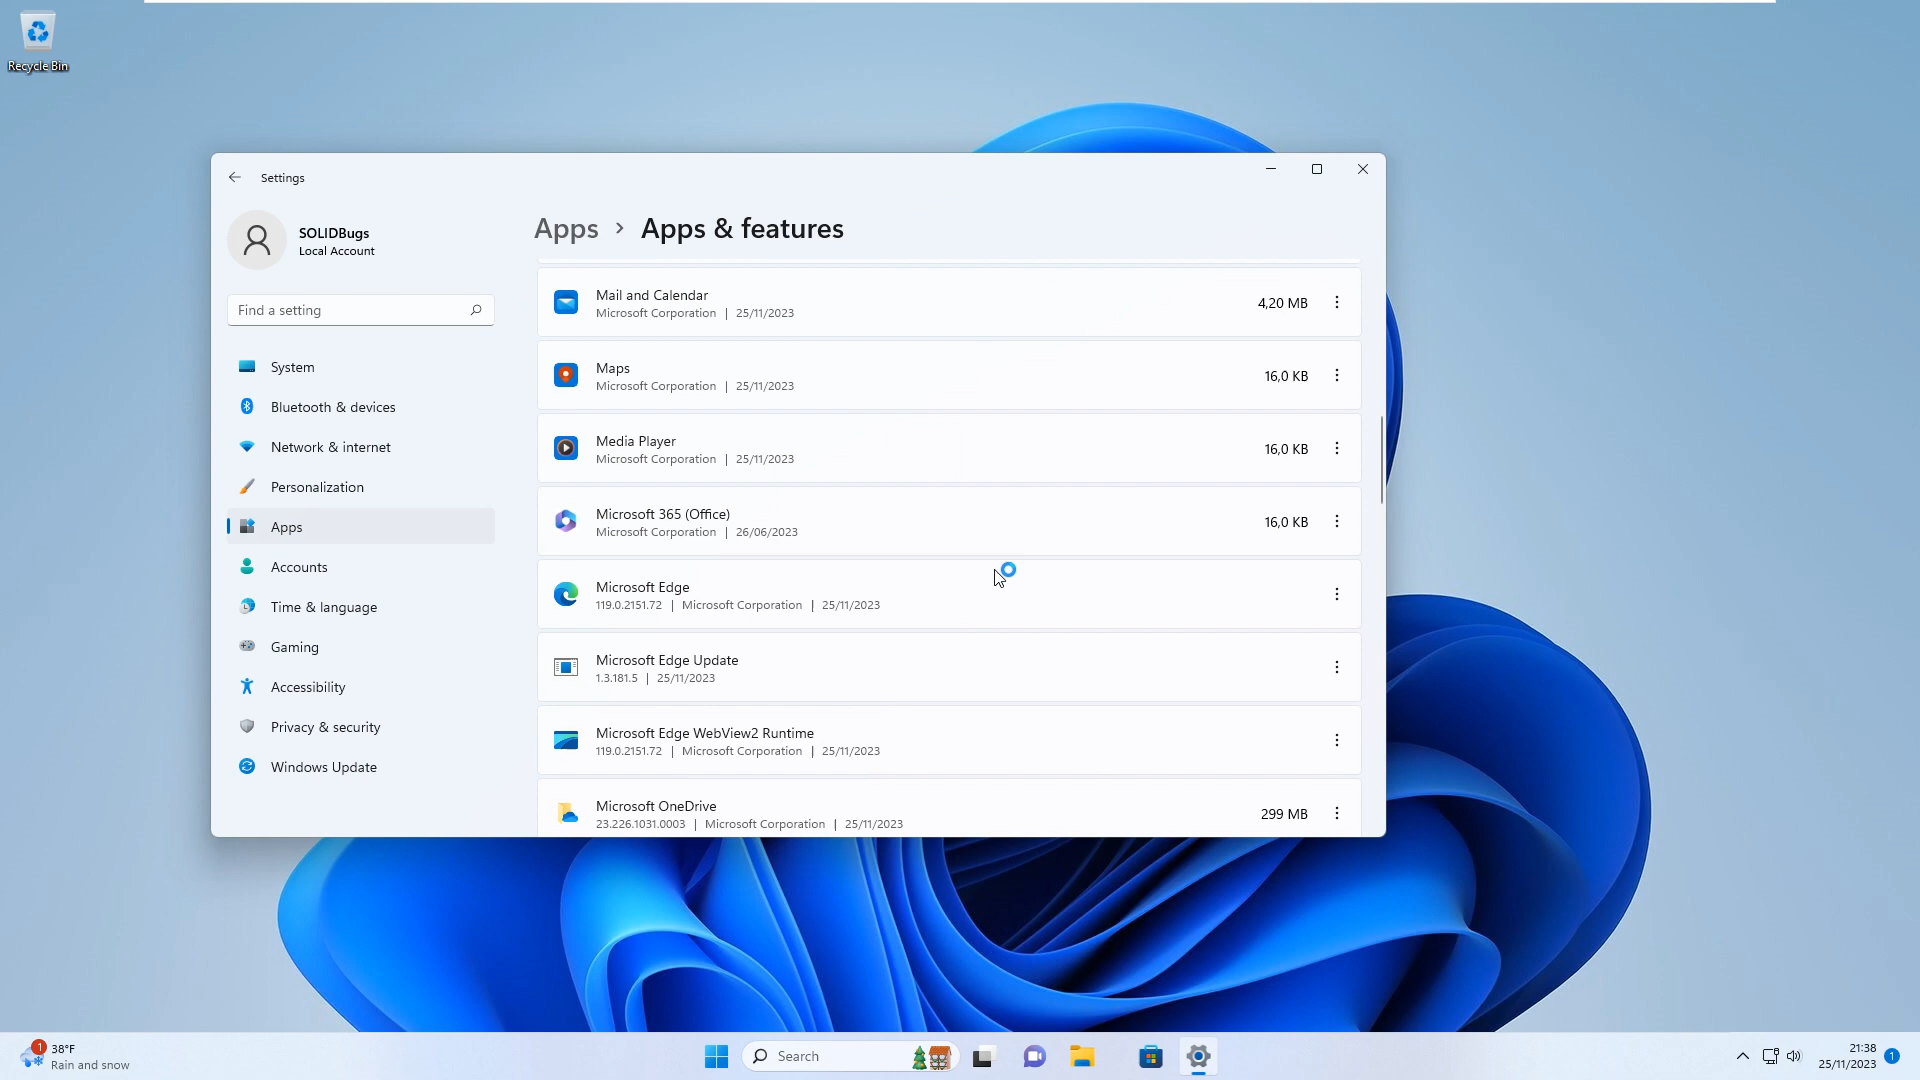 Recycle Bin
Settings
SOLIDBugs
Local Account
Find a setting
System
Bluetooth & devices
Network & internet
Personalization
Apps
Accounts
Time & language
Gaming
Accessibility
Privacy & security
Windows Update
Apps > Apps & features
Mail and Calendar
Microsoft Corporation | 25/11/2023
4,20 MB
Maps
Microsoft Corporation | 25/11/2023
16,0 KB
Media Player
Microsoft Corporation | 25/11/2023
16,0 KB
Microsoft 365 (Office)
Microsoft Corporation | 26/06/2023
16,0 KB
Microsoft Edge
119.0.2151.72 | Microsoft Corporation | 25/11/2023
Microsoft Edge Update
1.3.181.5 | 25/11/2023
Microsoft Edge WebView2 Runtime
119.0.2151.72 | Microsoft Corporation | 25/11/2023
Microsoft OneDrive
23.226.1031.0003 | Microsoft Corporation | 25/11/2023
299 MB
1
38°F
Rain and snow
Search
21:38
25/11/2023
1